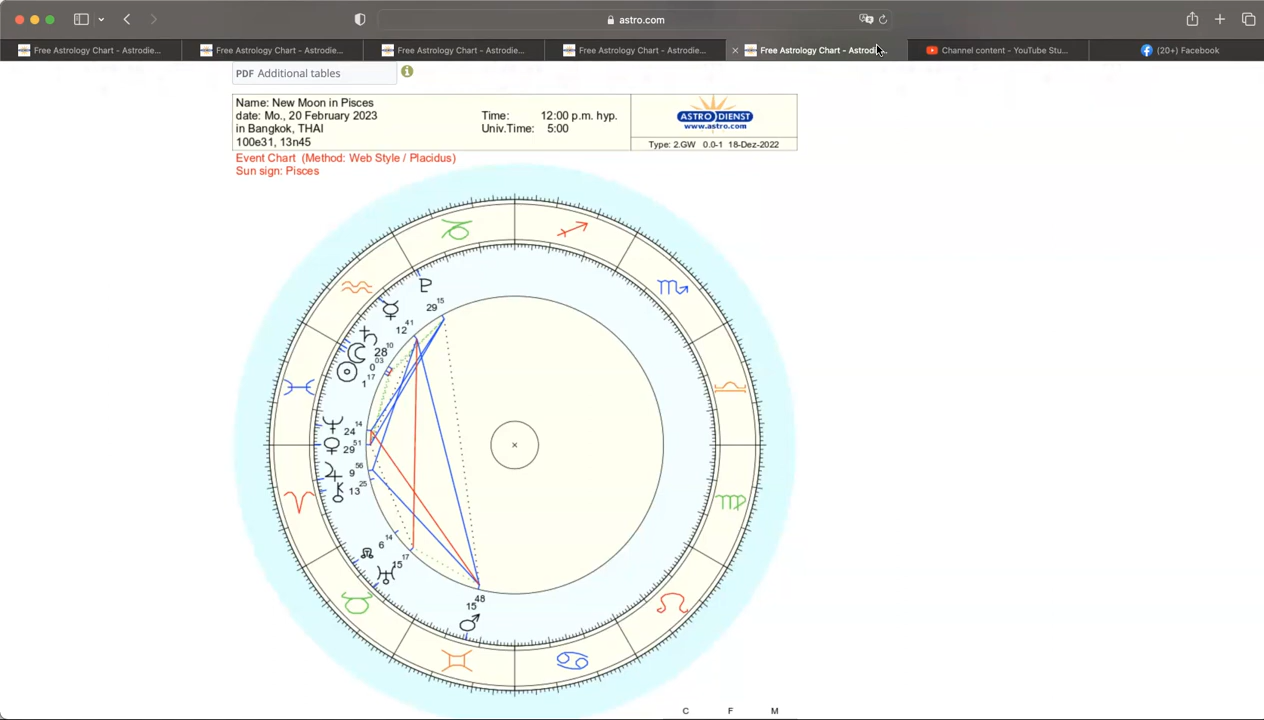 astro.com
Free Astrology Chart - Astrodie...
Free Astrology Chart - Astrodie...
Free Astrology Chart - Astrodie...
Free Astrology Chart - Astrodie...
Free Astrology Chart - Astrodie...
Channel content - YouTube Stu...
(20+) Facebook
PDF Additional tables
Name: New Moon in Pisces
date: Mo., 20 February 2023
in Bangkok, THAI
100e31, 13n45
Time: 12:00 p.m. hyp.
Univ.Time: 5:00
ASTRO DIENST
www.astro.com
Type: 2.GW 0.0-1 18-Dez-2022
Event Chart (Method: Web Style / Placidus)
Sun sign: Pisces
29 15
12 41
28 10
0 03
1 17
24 14
29 51
9 56
13 25
6 14
15 17
15 48
C F M